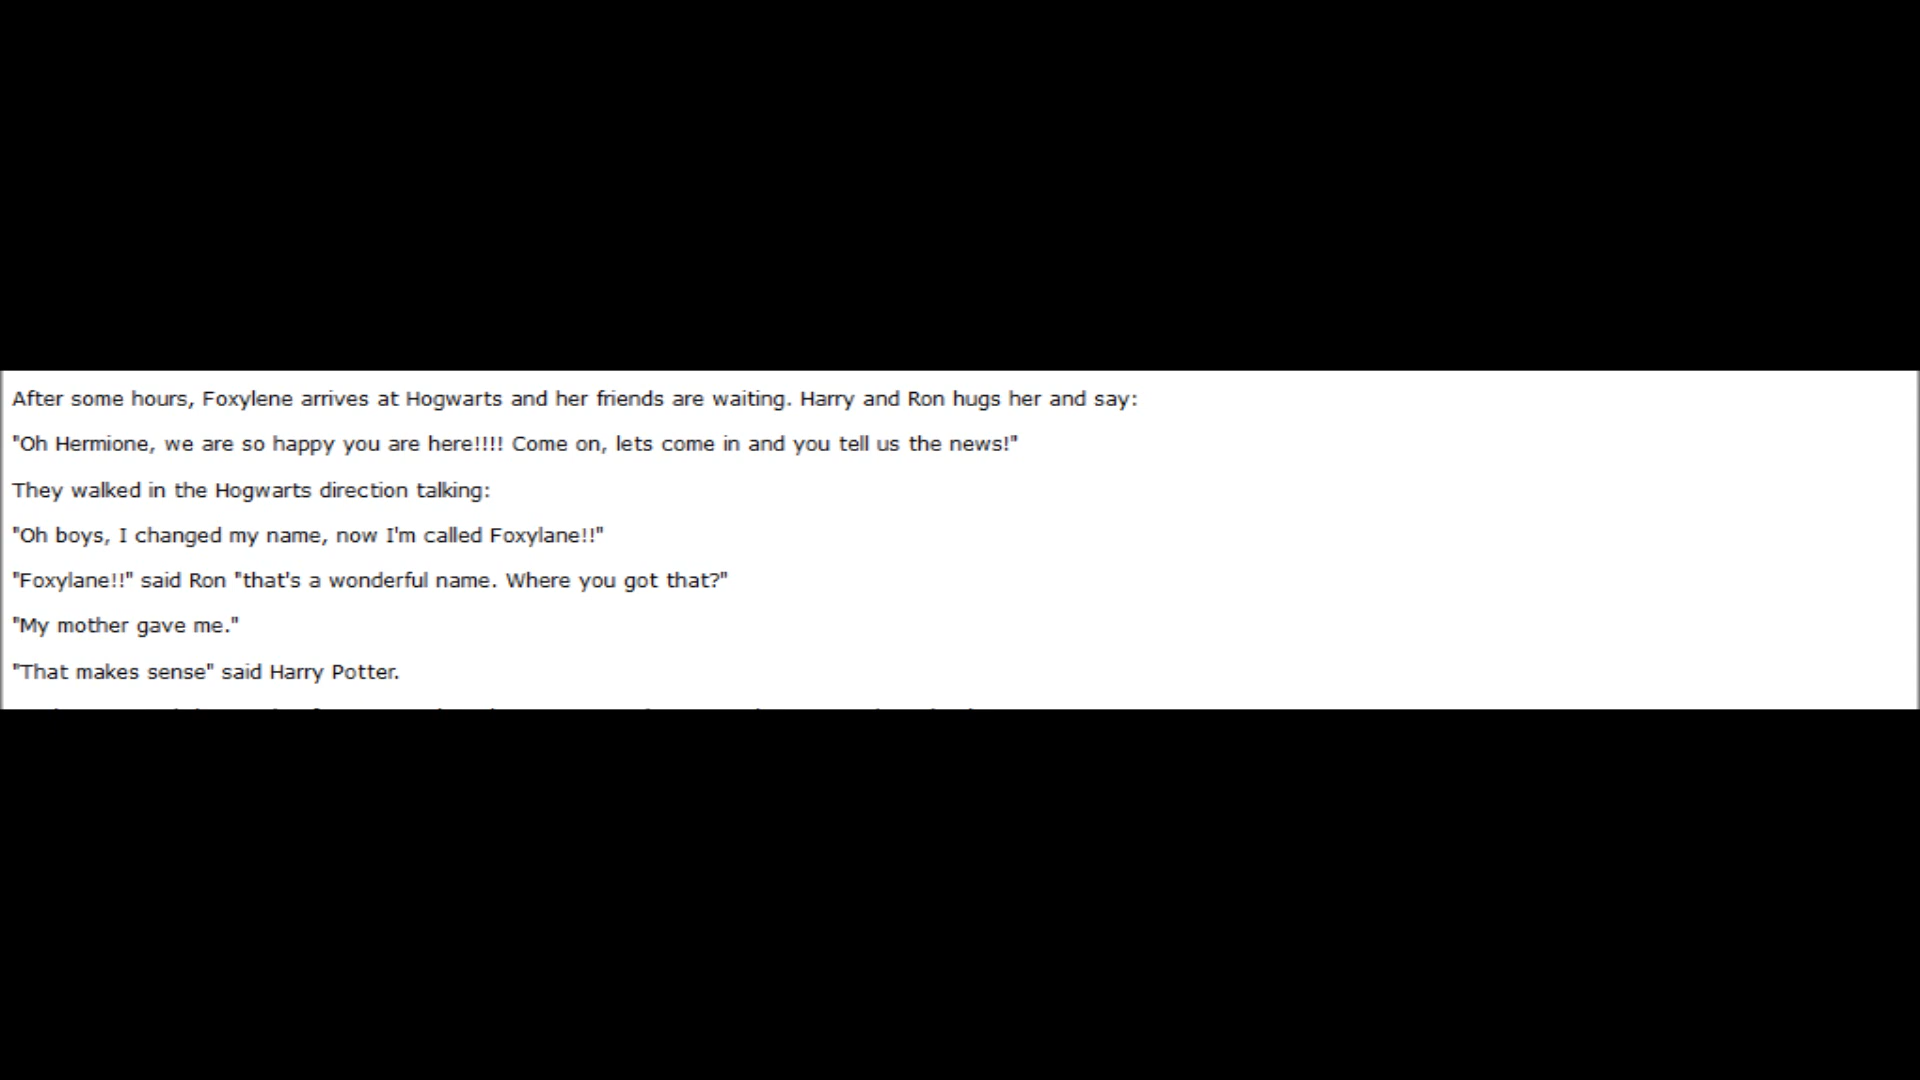 After some hours, Foxylene arrives at Hogwarts and her friends are waiting. Harry and Ron hugs her and say:
"Oh Hermione, we are so happy you are here!!!! Come on, lets come in and you tell us the news!"
They walked in the Hogwarts direction talking:
"Oh boys, I changed my name, now I'm called Foxylane!!"
"Foxylane!!" said Ron "that's a wonderful name. Where you got that?"
"My mother gave me."
"That makes sense" said Harry Potter.